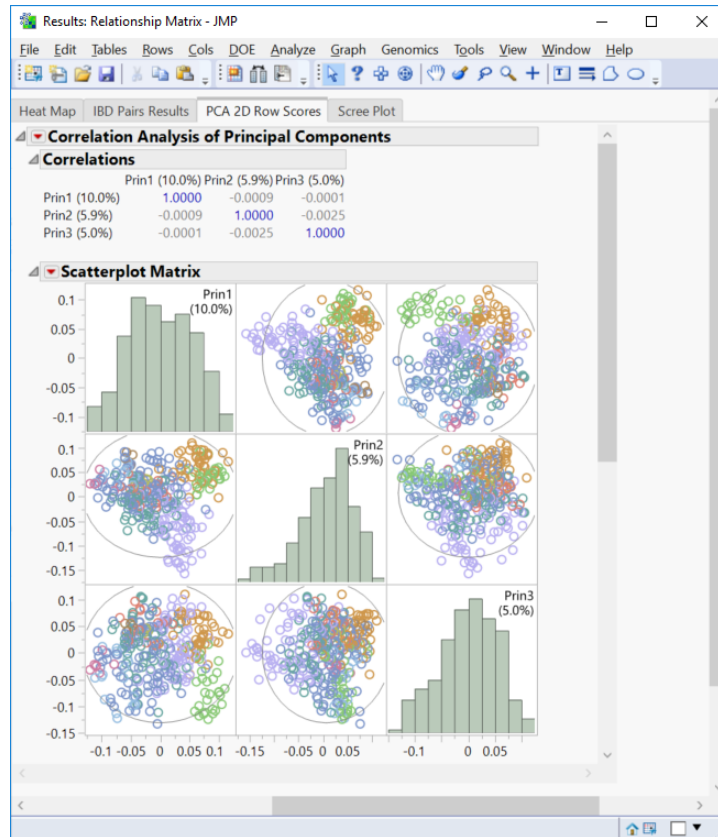 Results: Relationship Matrix - JMP
File Edit Tables Rows Cols DOE Analyze Graph Genomics Tools View Window Help
Heat Map IBD Pairs Results PCA 2D Row Scores Scree Plot
Correlation Analysis of Principal Components
Correlations
Prin1 (10.0%) Prin2 (5.9%) Prin3 (5.0%)
Prin1 (10.0%) 1.0000 -0.0009 -0.0001
Prin2 (5.9%) -0.0009 1.0000 -0.0025
Prin3 (5.0%) -0.0001 -0.0025 1.0000
Scatterplot Matrix
Prin1
(10.0%)
0.1
0.05
0
-0.05
-0.1
Prin2
(5.9%)
0.1
0.05
0
-0.05
-0.1
-0.15
Prin3
(5.0%)
0.1
0.05
0
-0.05
-0.1
-0.15
-0.1 -0.05 0 0.05 0.1 -0.15 -0.05 0 0.05 -0.1 0 0.05